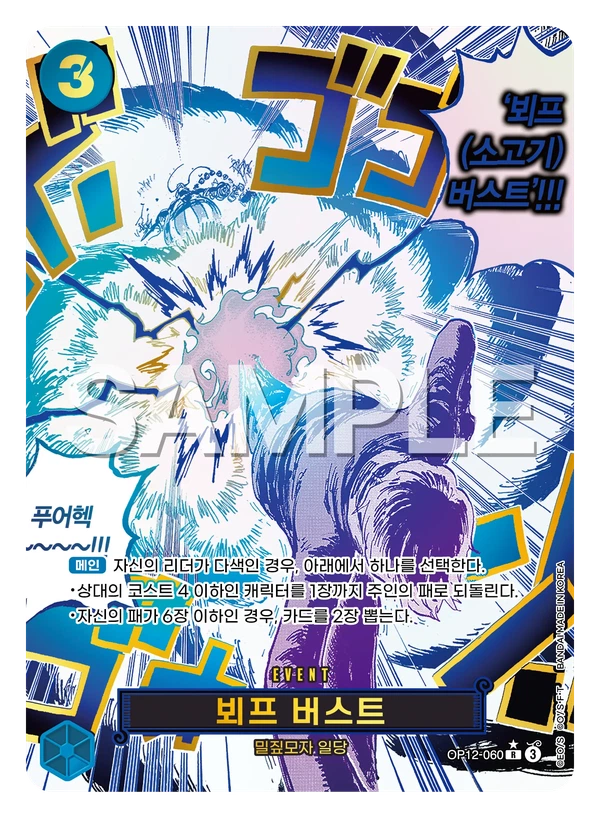 3
ゴゴ
'뵈프
(소고기)
버스트'!!!
SAMPLE
푸어헥
~~~~!!!
메인 자신의 리더가 다색인 경우, 아래에서 하나를 선택한다.
•상대의 코스트 4 이하인 캐릭터를 1장까지 주인의 패로 되돌린다.
•자신의 패가 6장 이하인 경우, 카드를 2장 뽑는다.
EVENT
뵈프 버스트
밀짚모자 일당
OP12-060 R 3